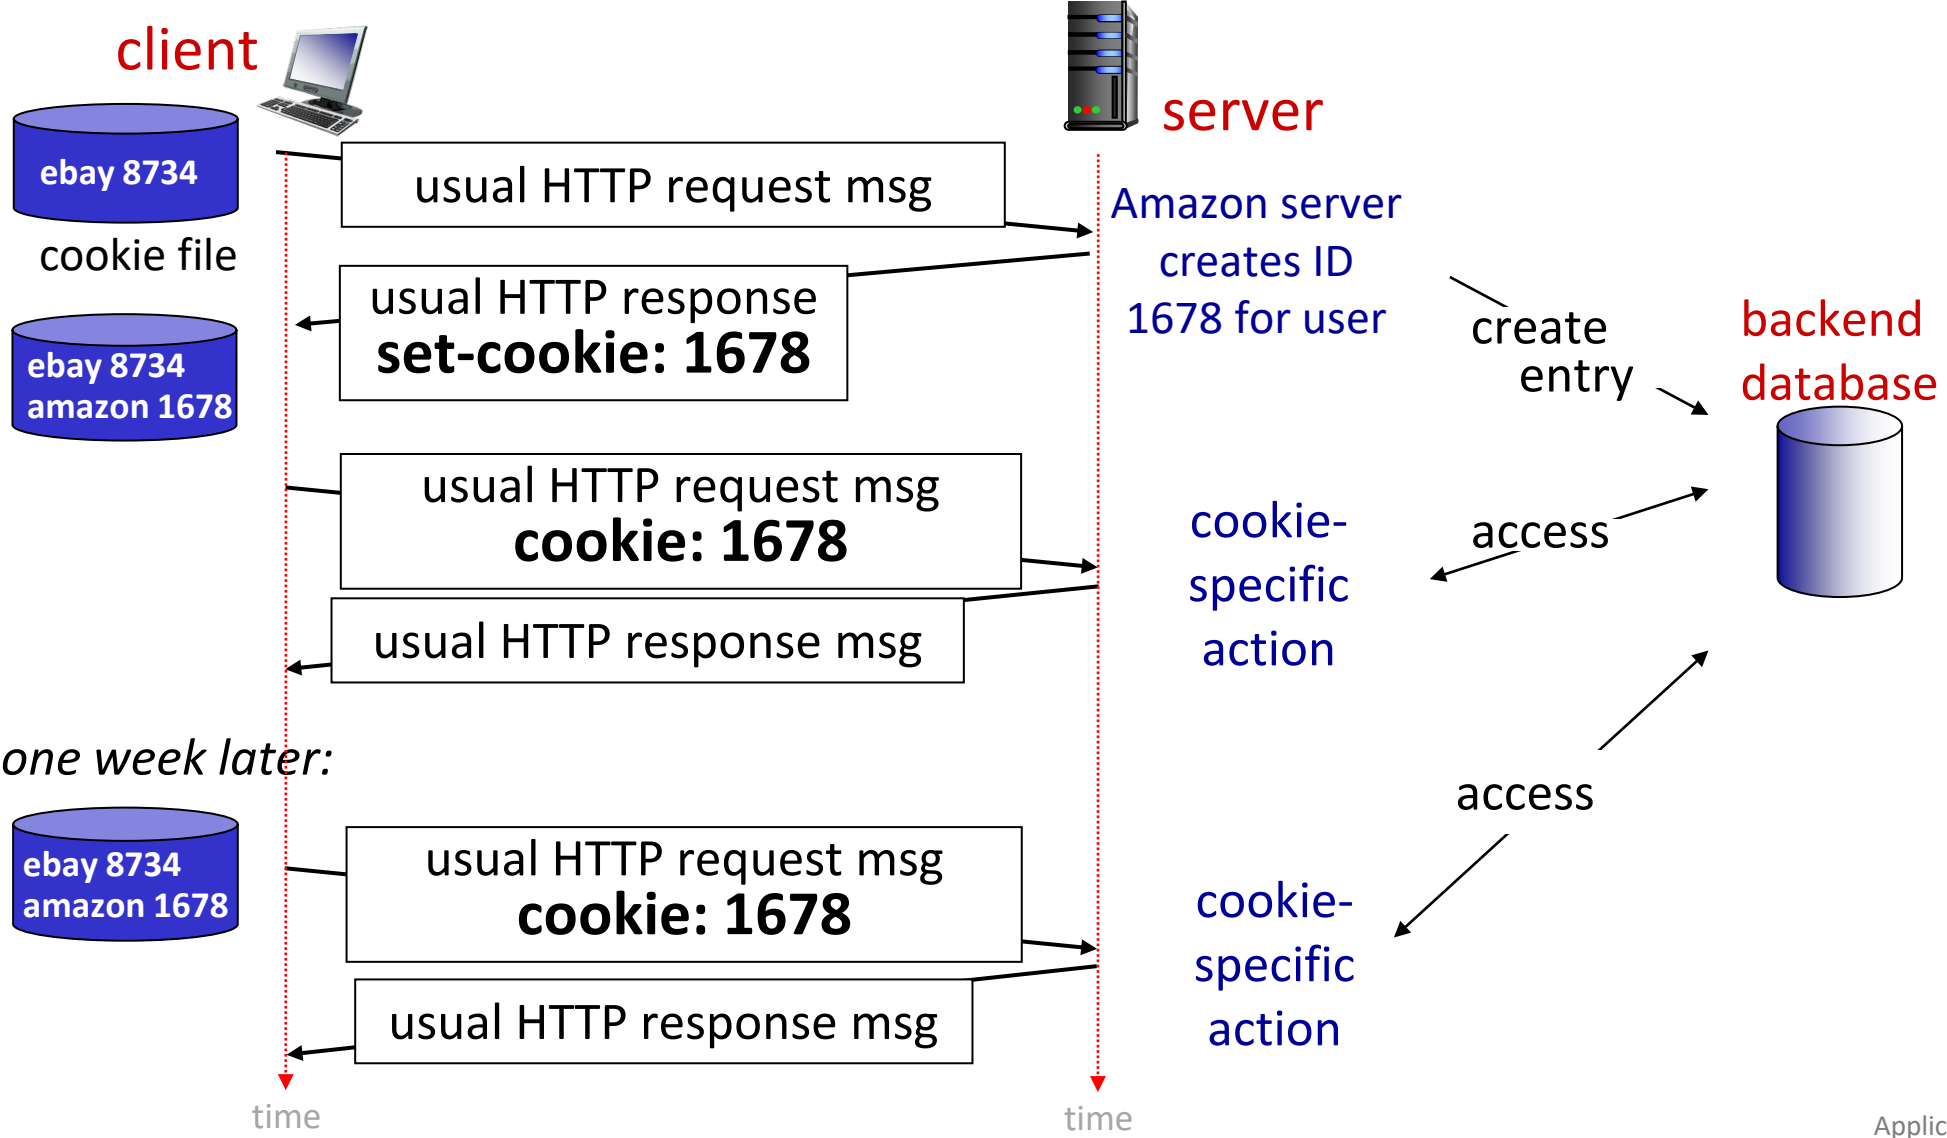 client
server
ebay 8734
cookie file
usual HTTP request msg
Amazon server
creates ID
1678 for user
usual HTTP response
set-cookie: 1678
create
entry
backend
database
ebay 8734
amazon 1678
usual HTTP request msg
cookie: 1678
cookie-
specific
action
access
usual HTTP response msg
one week later:
access
ebay 8734
amazon 1678
usual HTTP request msg
cookie: 1678
cookie-
specific
action
usual HTTP response msg
time
time
Applic